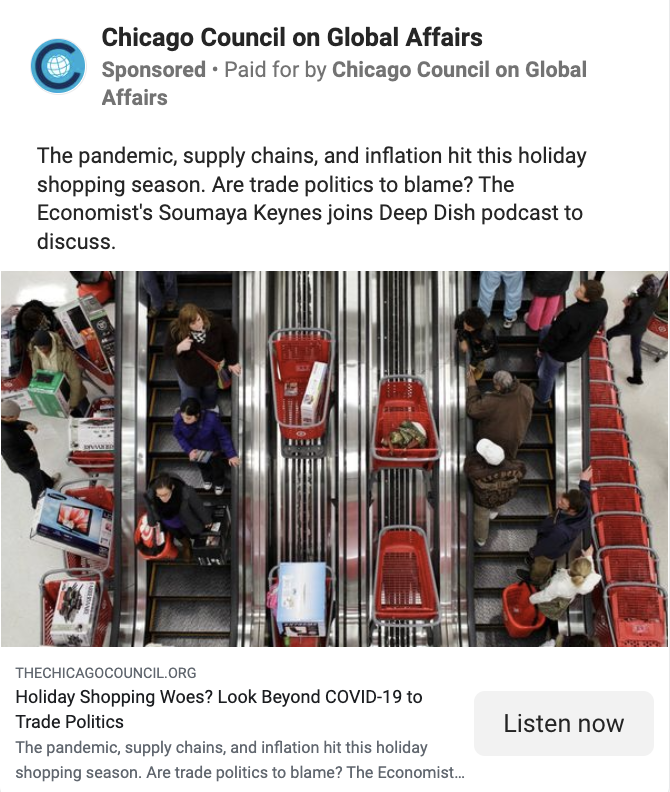 Chicago Council on Global Affairs
Sponsored • Paid for by Chicago Council on Global
Affairs
The pandemic, supply chains, and inflation hit this holiday
shopping season. Are trade politics to blame? The
Economist's Soumaya Keynes joins Deep Dish podcast to
discuss.
THECHICAGOCOUNCIL.ORG
Holiday Shopping Woes? Look Beyond COVID-19 to
Trade Politics
The pandemic, supply chains, and inflation hit this holiday
shopping season. Are trade politics to blame? The Economist...
Listen now